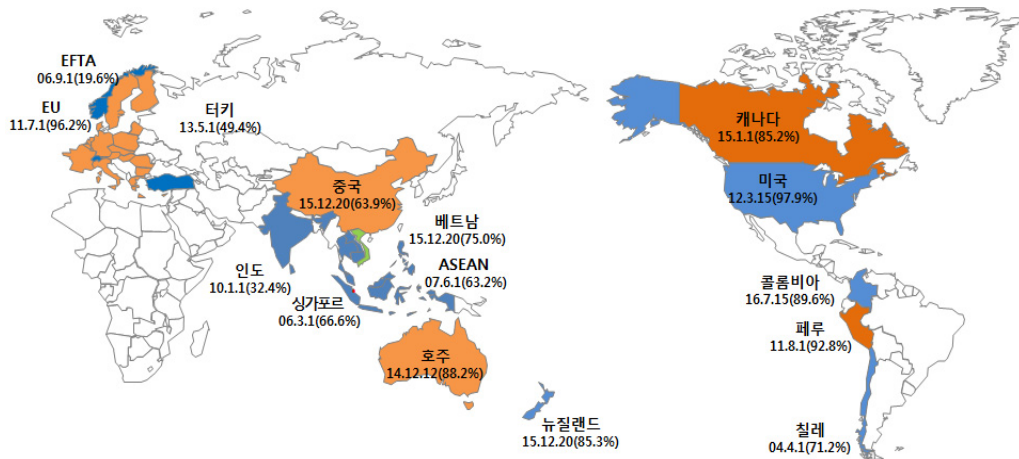 EFTA
06.9.1(19.6%)
EU
11.7.1(96.2%)
터키
13.5.1(49.4%)
중국
15.12.20(63.9%)
베트남
15.12.20(75.0%)
인도
10.1.1(32.4%)
ASEAN
07.6.1(63.2%)
싱가포르
06.3.1(66.6%)
호주
14.12.12(88.2%)
뉴질랜드
15.12.20(85.3%)
캐나다
15.1.1(85.2%)
미국
12.3.15(97.9%)
콜롬비아
16.7.15(89.6%)
페루
11.8.1(92.8%)
칠레
04.4.1(71.2%)